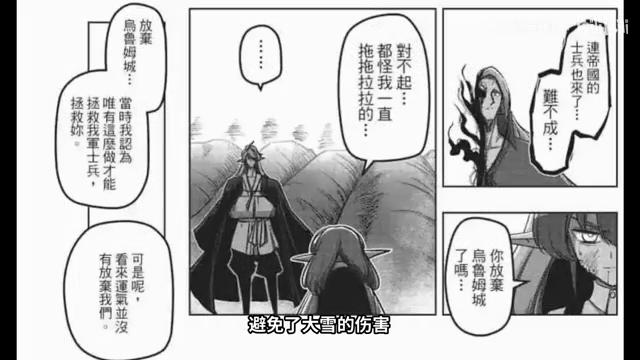 連帝國的
士兵也來了⋯
難不成⋯
你放棄
烏魯姆城
了嗎⋯
對不起⋯
都怪我一直
拖拖拉拉的⋯
⋯⋯
放棄
烏魯姆城⋯
當時我認為
唯有這麼做才能
拯救我軍士兵，
拯救妳。
可是呢，
看來運氣並沒
有放棄我們。
避免了大雪的伤害